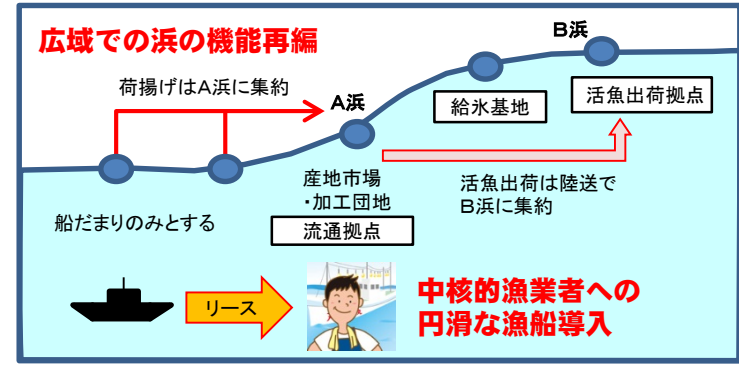 広域での浜の機能再編
荷揚げはA浜に集約
A浜
B浜
給氷基地
活魚出荷拠点
船だまりのみとする
産地市場
・加工団地
流通拠点
活魚出荷は陸送で
B浜に集約
リース
中核的漁業者への
円滑な漁船導入